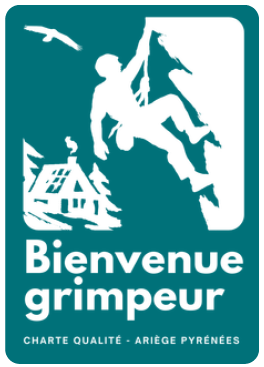 Bienvenue
grimpeur
CHARTE QUALITÉ - ARIÈGE PYRÉNÉES